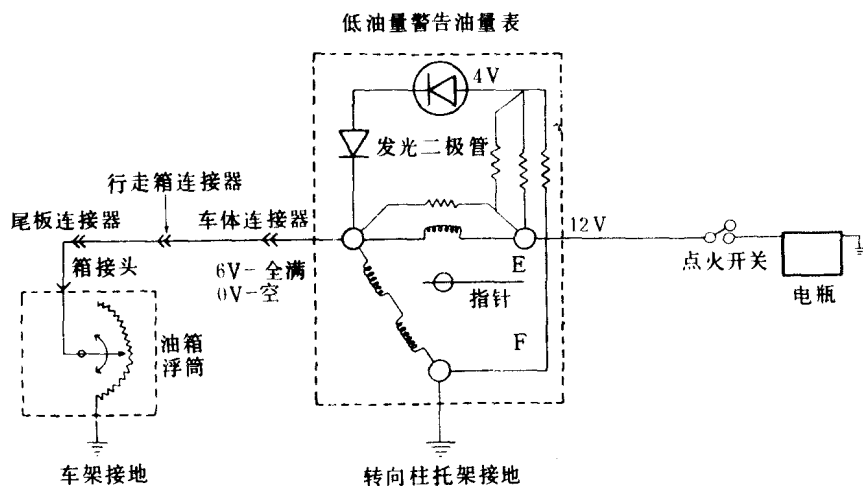 低油量警告油量表
4V
发光二极管
行走箱连接器
尾板连接器
车体连接器
12V
箱接头
6V-全满
0V-空
E
点火开关
指针
电瓶
油箱
浮筒
F
车架接地
转向柱托架接地